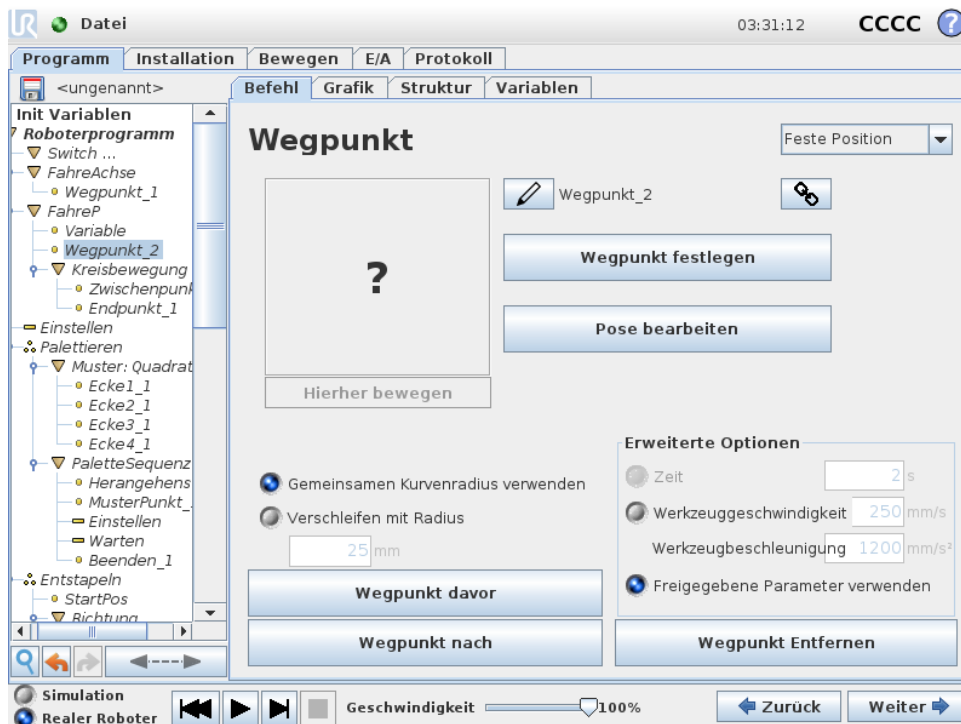 UR Datei 03:31:12 CCCC ?
Programm Installation Bewegen E/A Protokoll
<ungenannt>
Befehl Grafik Struktur Variablen
Init Variablen
Roboterprogramm
Switch ...
FahreAchse
Wegpunkt_1
FahreP
Variable
Wegpunkt_2
Kreisbewegung
Zwischenpunk
Endpunkt_1
Einstellen
Palettieren
Muster: Quadrat
Ecke1_1
Ecke2_1
Ecke3_1
Ecke4_1
PaletteSequenz
Herangehens
MusterPunkt_
Einstellen
Warten
Beenden_1
Entstapeln
StartPos
Richtung
Wegpunkt
Feste Position
?
Hierher bewegen
Wegpunkt_2
Wegpunkt festlegen
Pose bearbeiten
Gemeinsamen Kurvenradius verwenden
Verschleifen mit Radius
25 mm
Erweiterte Optionen
Zeit 2 s
Werkzeuggeschwindigkeit 250 mm/s
Werkzeugbeschleunigung 1200 mm/s²
Freigegebene Parameter verwenden
Wegpunkt davor
Wegpunkt nach
Wegpunkt Entfernen
Simulation
Realer Roboter
Geschwindigkeit 100%
Zurück
Weiter